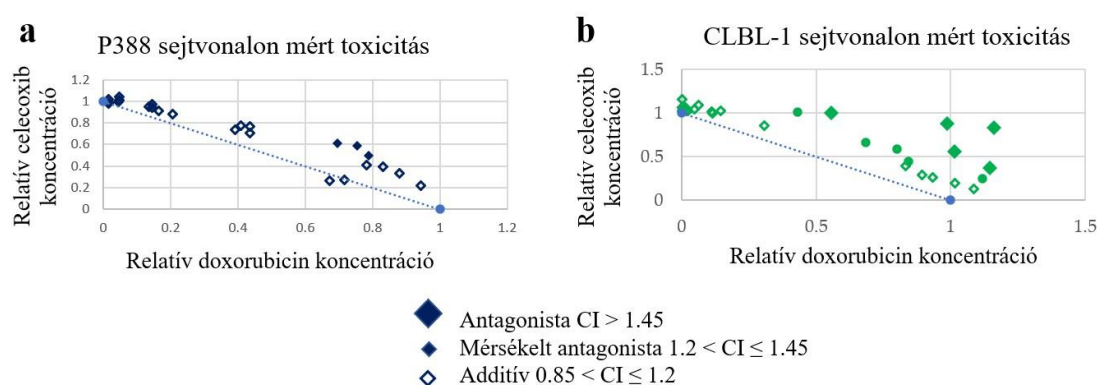 a
P388 sejtvonalon mért toxicitás
Relatív celecoxib
koncentráció
1.2
1
0.8
0.6
0.4
0.2
0
0 0.2 0.4 0.6 0.8 1 1.2
Relatív doxorubicin koncentráció
b
CLBL-1 sejtvonalon mért toxicitás
Relatív celecoxib
koncentráció
1.5
1
0.5
0
0 0.5 1 1.5
Relatív doxorubicin koncentráció
Antagonista CI > 1.45
Mérsékelt antagonista 1.2 < CI ≤ 1.45
Additív 0.85 < CI ≤ 1.2